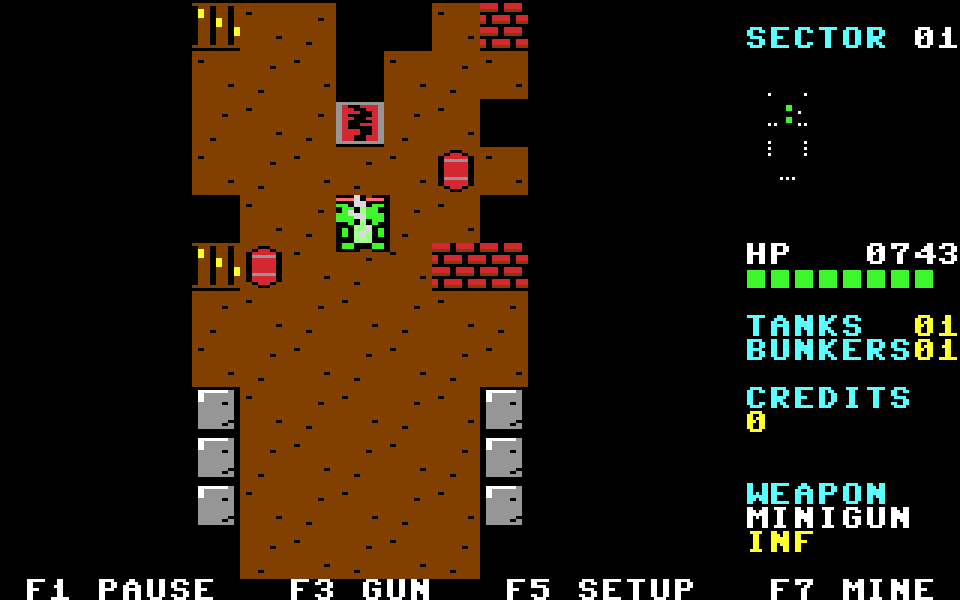 SECTOR 01
HP 0743
TANKS 01
BUNKERS01
CREDITS
0
WEAPON
MINIGUN
INF
F1 PAUSE F3 GUN F5 SETUP F7 MINE